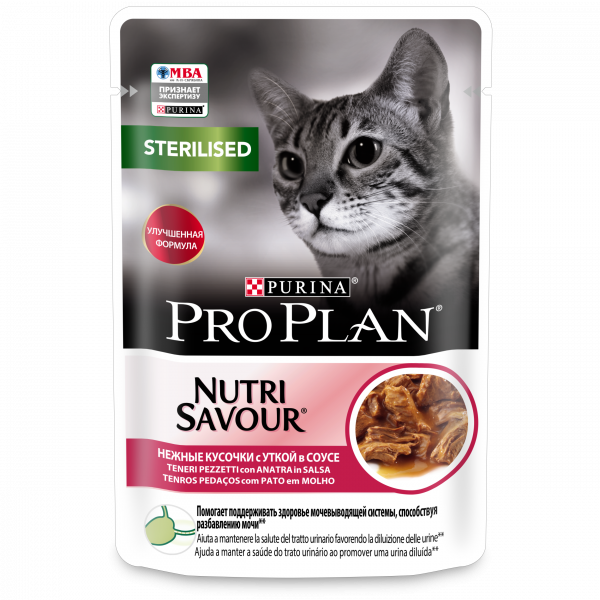 МВА
ПРИЗНАЕТ
ЭКСПЕРТИЗУ
PURINA
STERILISED
УЛУЧШЕННАЯ
ФОРМУЛА
PURINA®
PRO PLAN®
NUTRI
SAVOUR®
НЕЖНЫЕ КУСОЧКИ с УТКОЙ в СОУСЕ
TENERI PEZZETTI con ANATRA in SALSA
TENROS PEDAÇOS com PATO em MOLHO
Помогает поддерживать здоровье мочевыводящей системы, способствуя
разбавлению мочи**
Aiuta a mantenere la salute del tratto urinario favorendo la diluizione delle urine**
Ajuda a manter a saúde do trato urinário ao promover uma urina diluída**